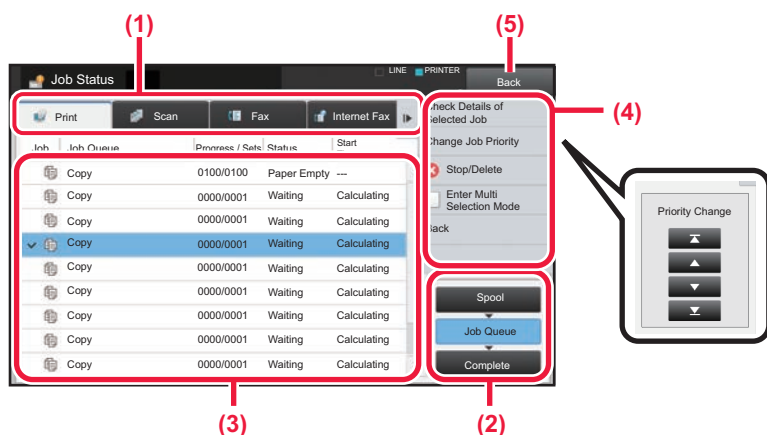 (1)
(5)
LINE
PRINTER
Job Status
Back
Print
Scan
Fax
Internet Fax
Check Details of
Selected Job
(4)
Change Job Priority
Job
Job Queue
Progress / Sets
Status
Start
Copy 0100/0100 Paper Empty ---
Stop/Delete
Copy 0000/0001 Waiting Calculating
Enter Multi
Selection Mode
Copy 0000/0001 Waiting Calculating
Back
Copy 0000/0001 Waiting Calculating
Copy 0000/0001 Waiting Calculating
Copy 0000/0001 Waiting Calculating
Copy 0000/0001 Waiting Calculating
Copy 0000/0001 Waiting Calculating
Copy 0000/0001 Waiting Calculating
Priority Change
Spool
Job Queue
Complete
(3)
(2)